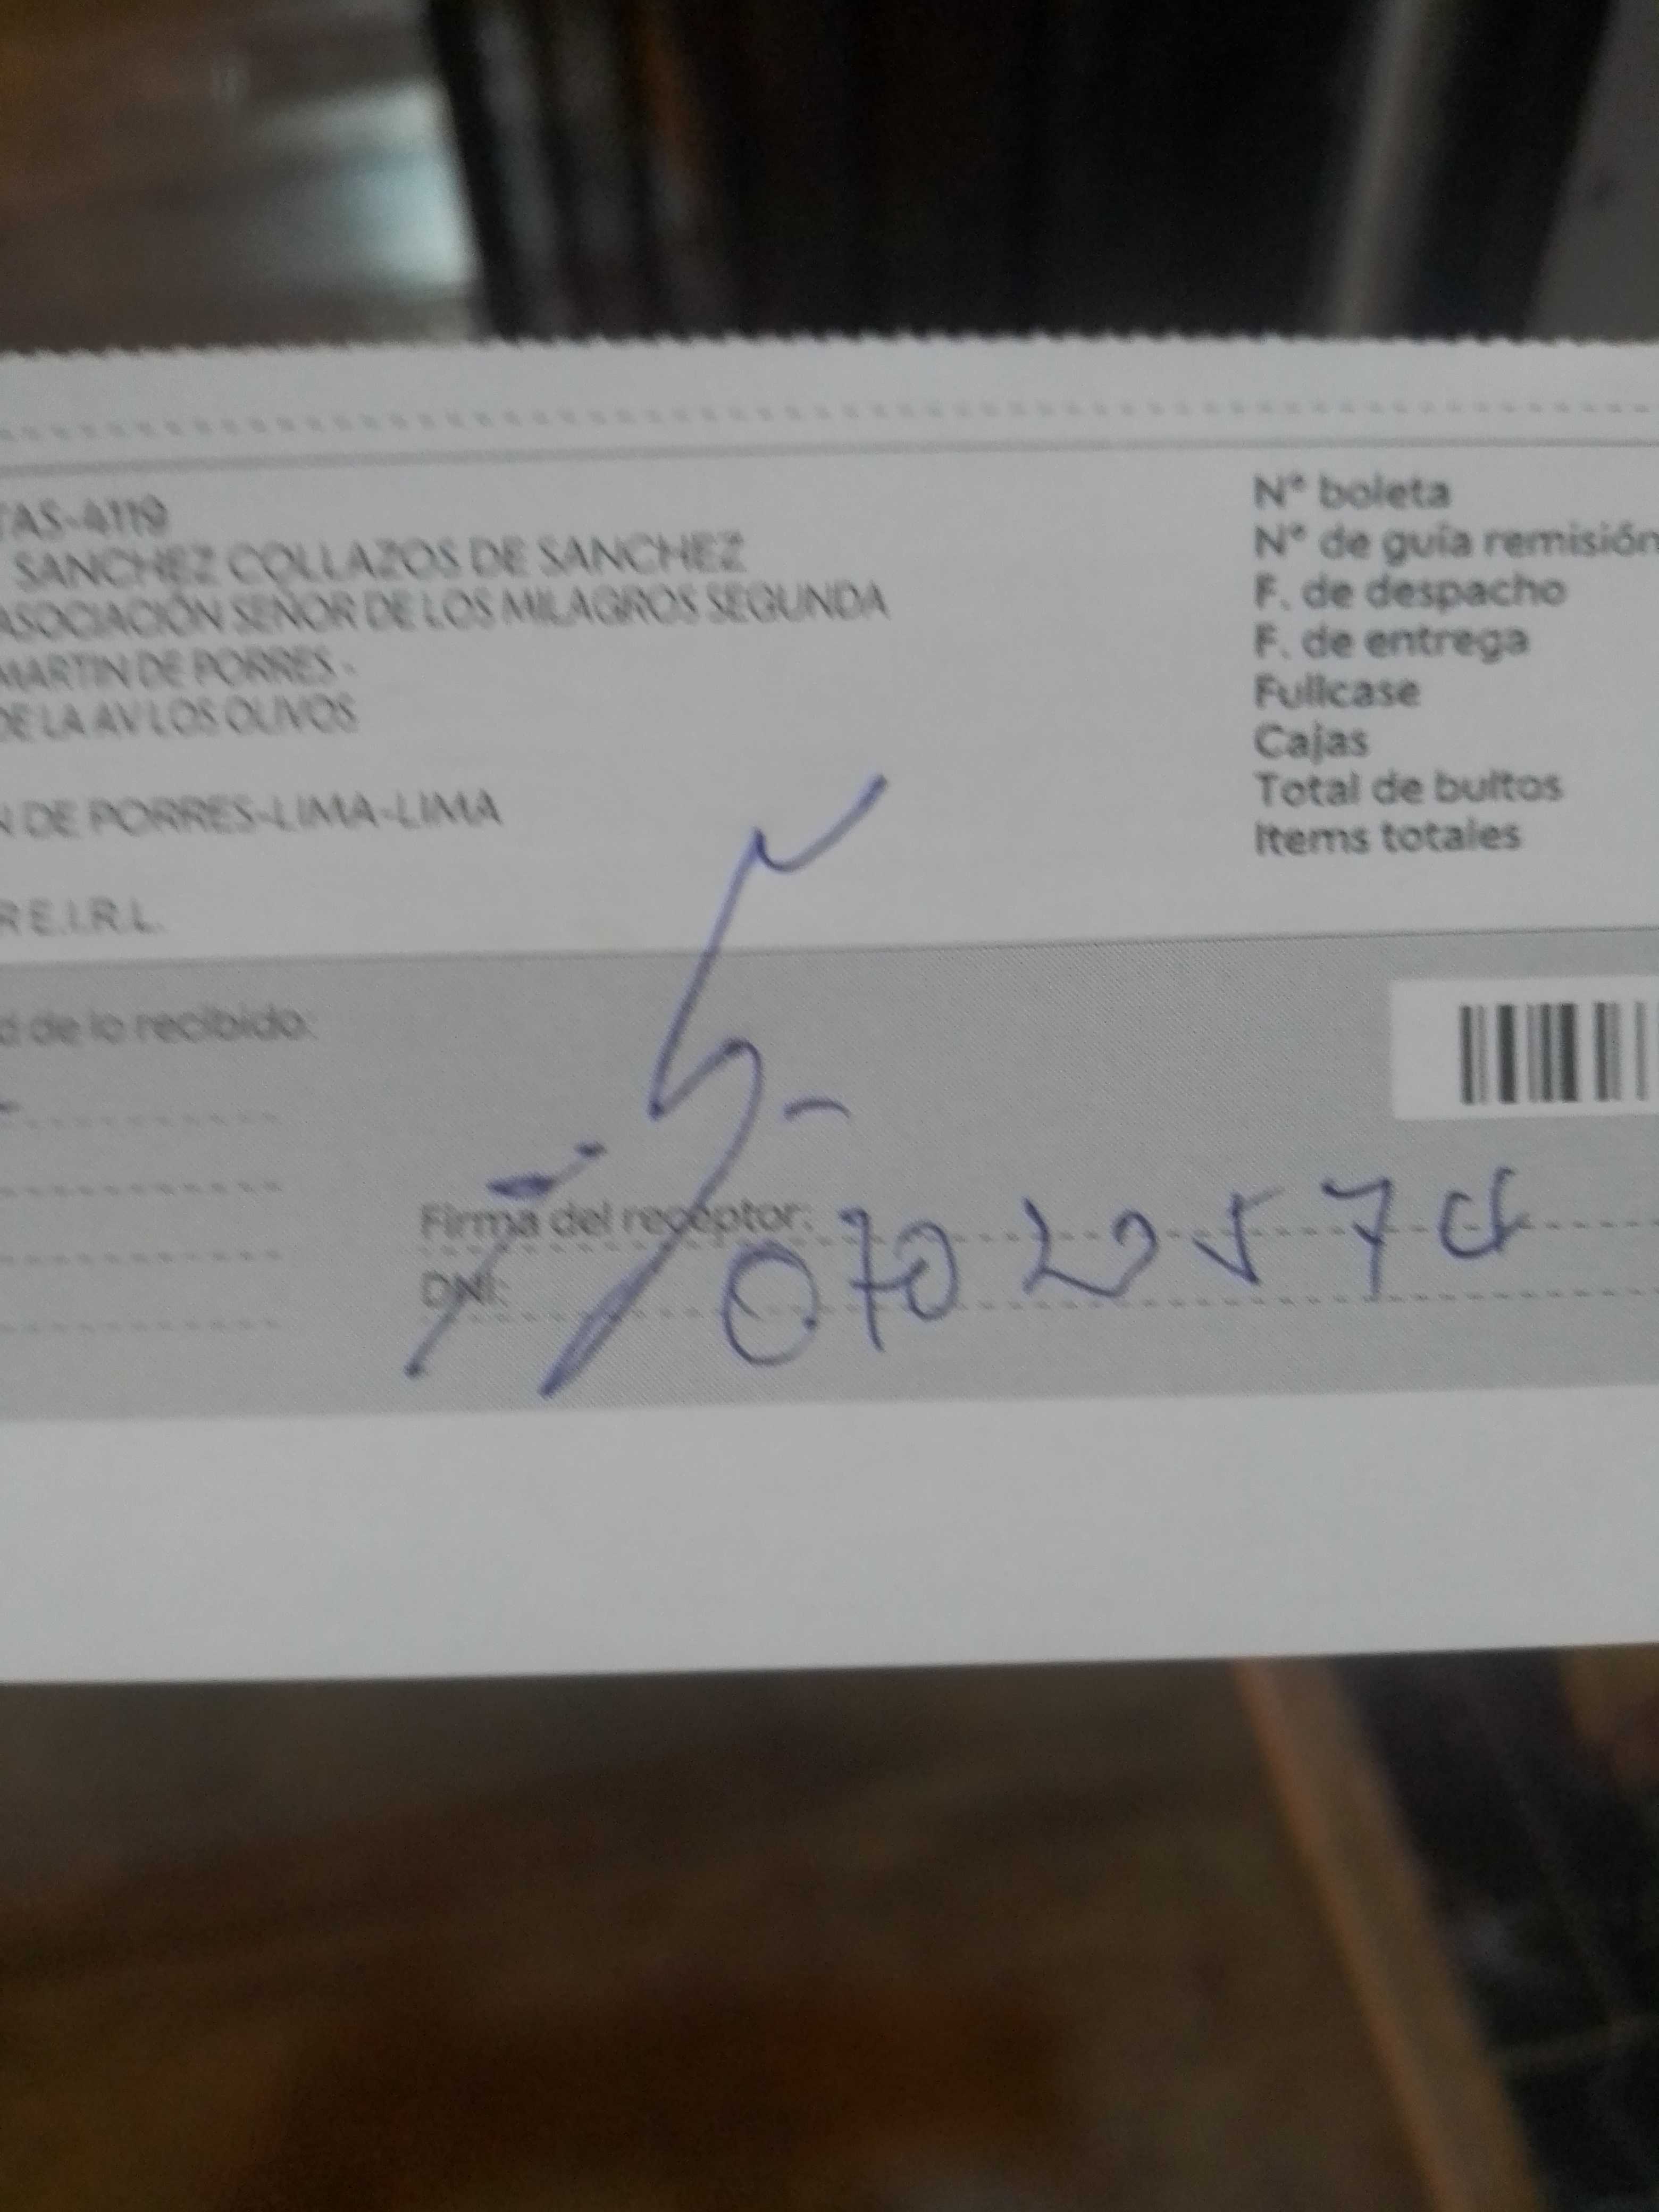 TAS-4119
SANCHEZ COLLAZOS DE SANCHEZ
ASOCIACIÓN SEÑOR DE LOS MILAGROS SEGUNDA
MARTIN DE PORRES -
DE LA AV LOS OLIVOS
N DE PORRES-LIMA-LIMA
R E.I.R.L.
N° boleta
N° de guía remisión
F. de despacho
F. de entrega
Fullcase
Cajas
Total de bultos
Items totales
d de lo recibido:
Firma del receptor:
DNI: